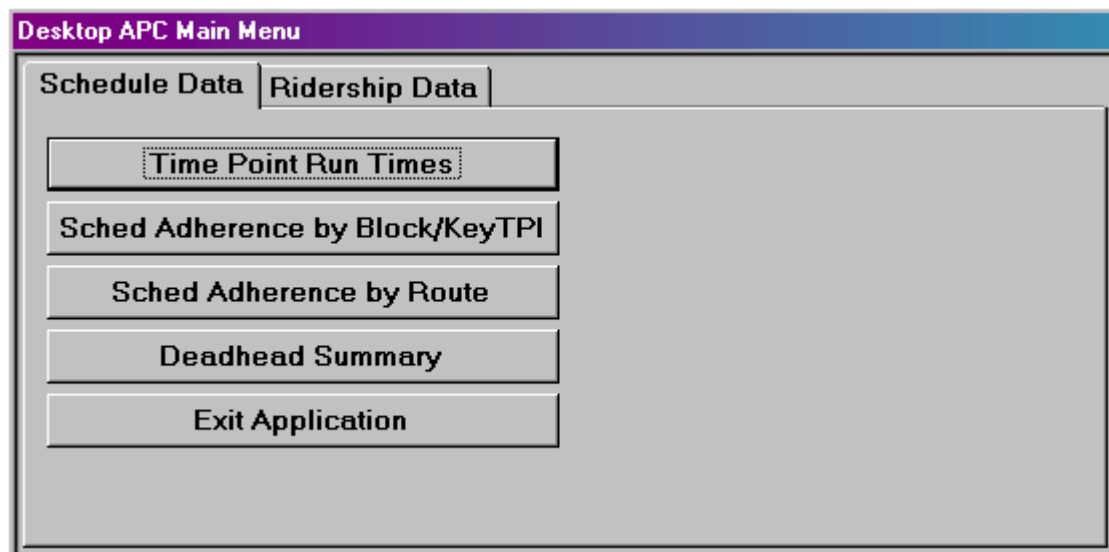 Desktop APC Main Menu
Schedule Data Ridership Data
Time Point Run Times
Sched Adherence by Block/KeyTPI
Sched Adherence by Route
Deadhead Summary
Exit Application